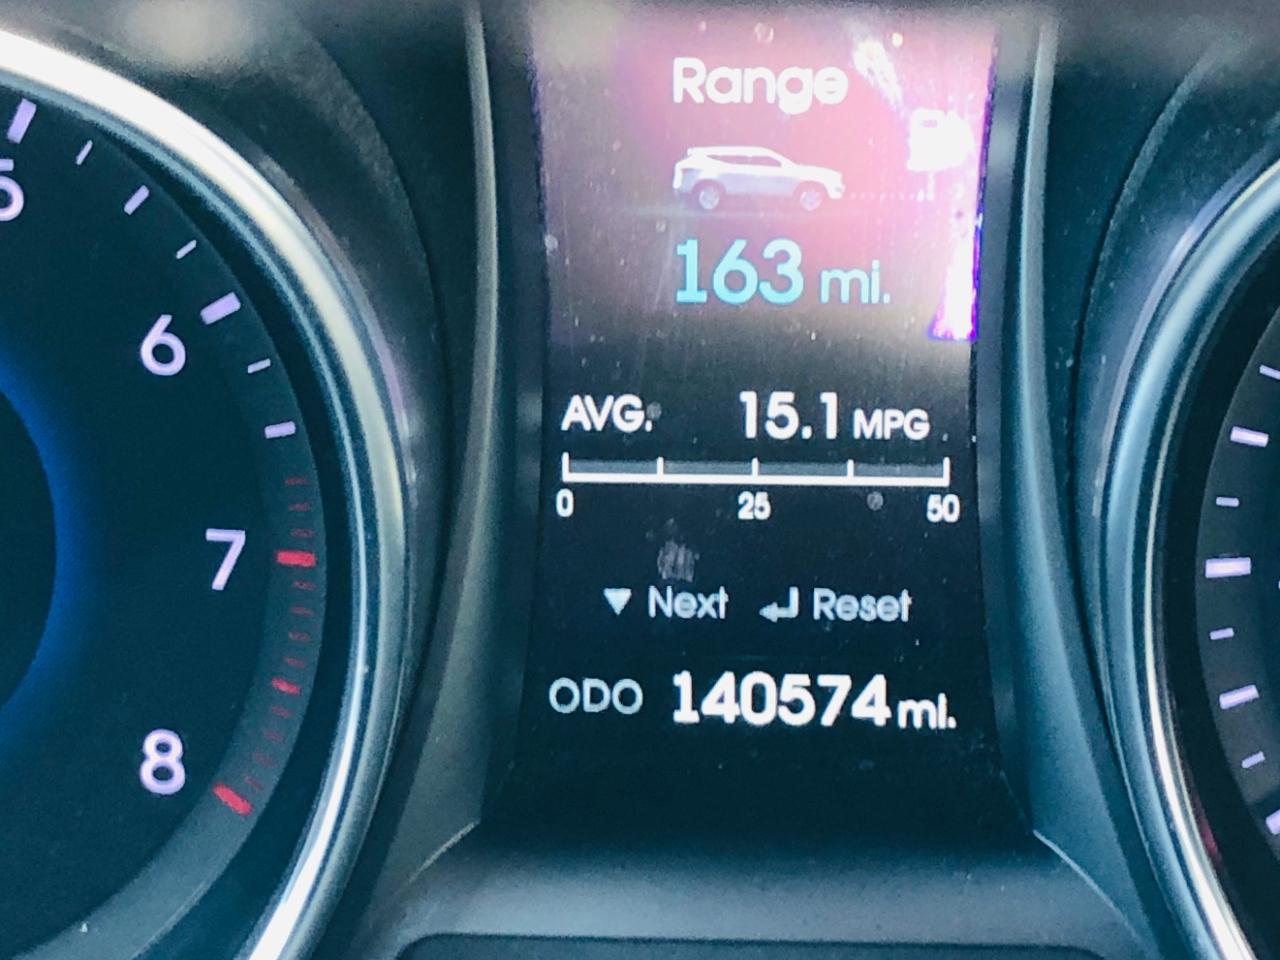 Range
163 mi.
AVG. 15.1 MPG
0 25 50
▼ Next ↵ Reset
ODO 140574 mi.
5
6
7
8